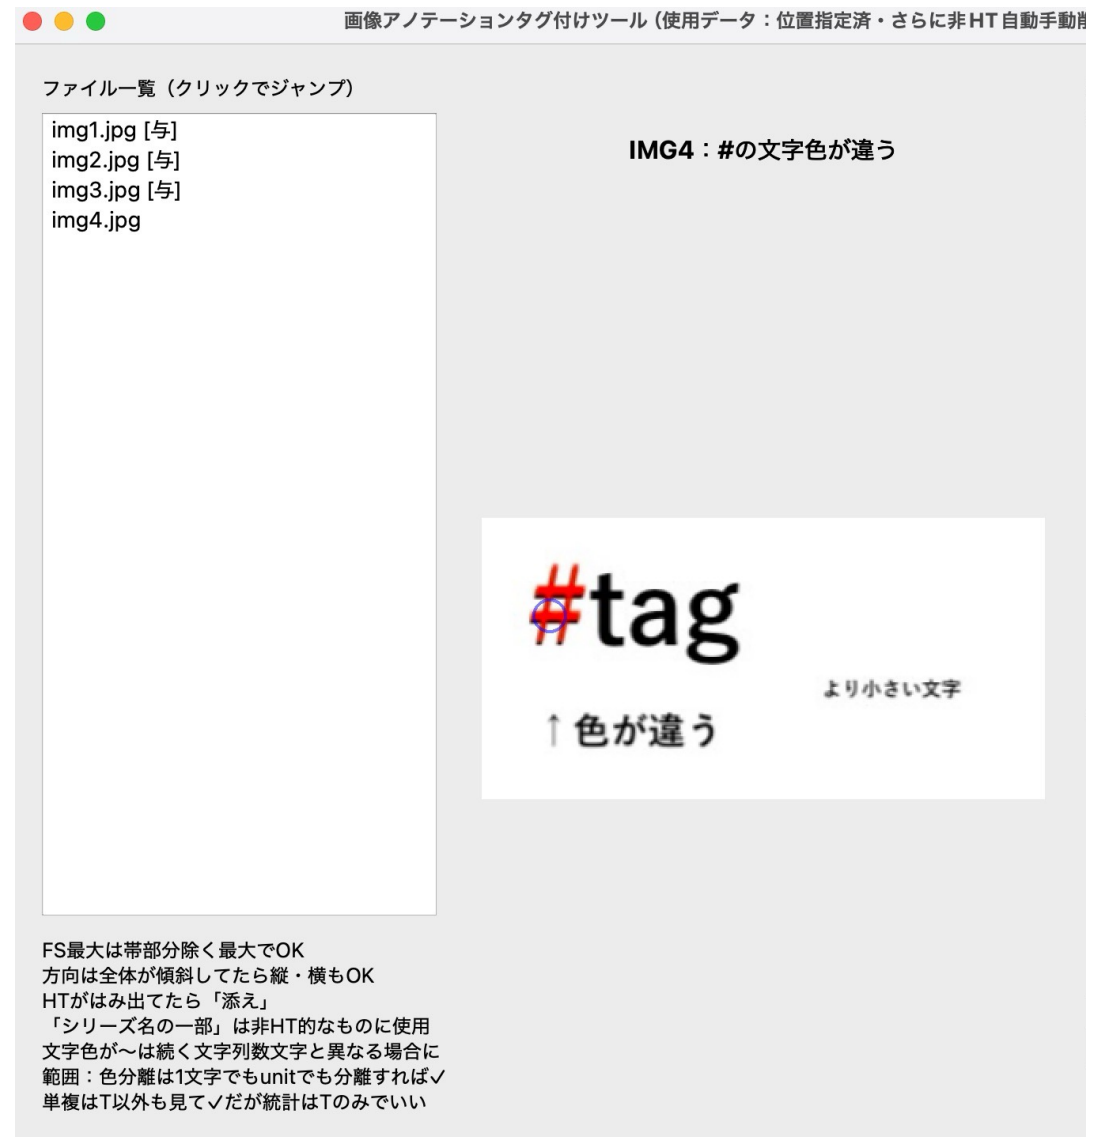 画像アノテーションタグ付けツール（使用データ：位置指定済・さらに非HT自動手動削
ファイル一覧（クリックでジャンプ）
img1.jpg [与]
img2.jpg [与]
img3.jpg [与]
img4.jpg
IMG4：#の文字色が違う
#tag
より小さい文字
↑色が違う
FS最大は帯部分除く最大でOK
方向は全体が傾斜してたら縦・横もOK
HTがはみ出てたら「添え」
「シリーズ名の一部」は非HT的なものに使用
文字色が〜は続く文字列数文字と異なる場合に
範囲：色分離は1文字でもunitでも分離すれば✓
単複はT以外も見て✓だが統計はTのみでいい